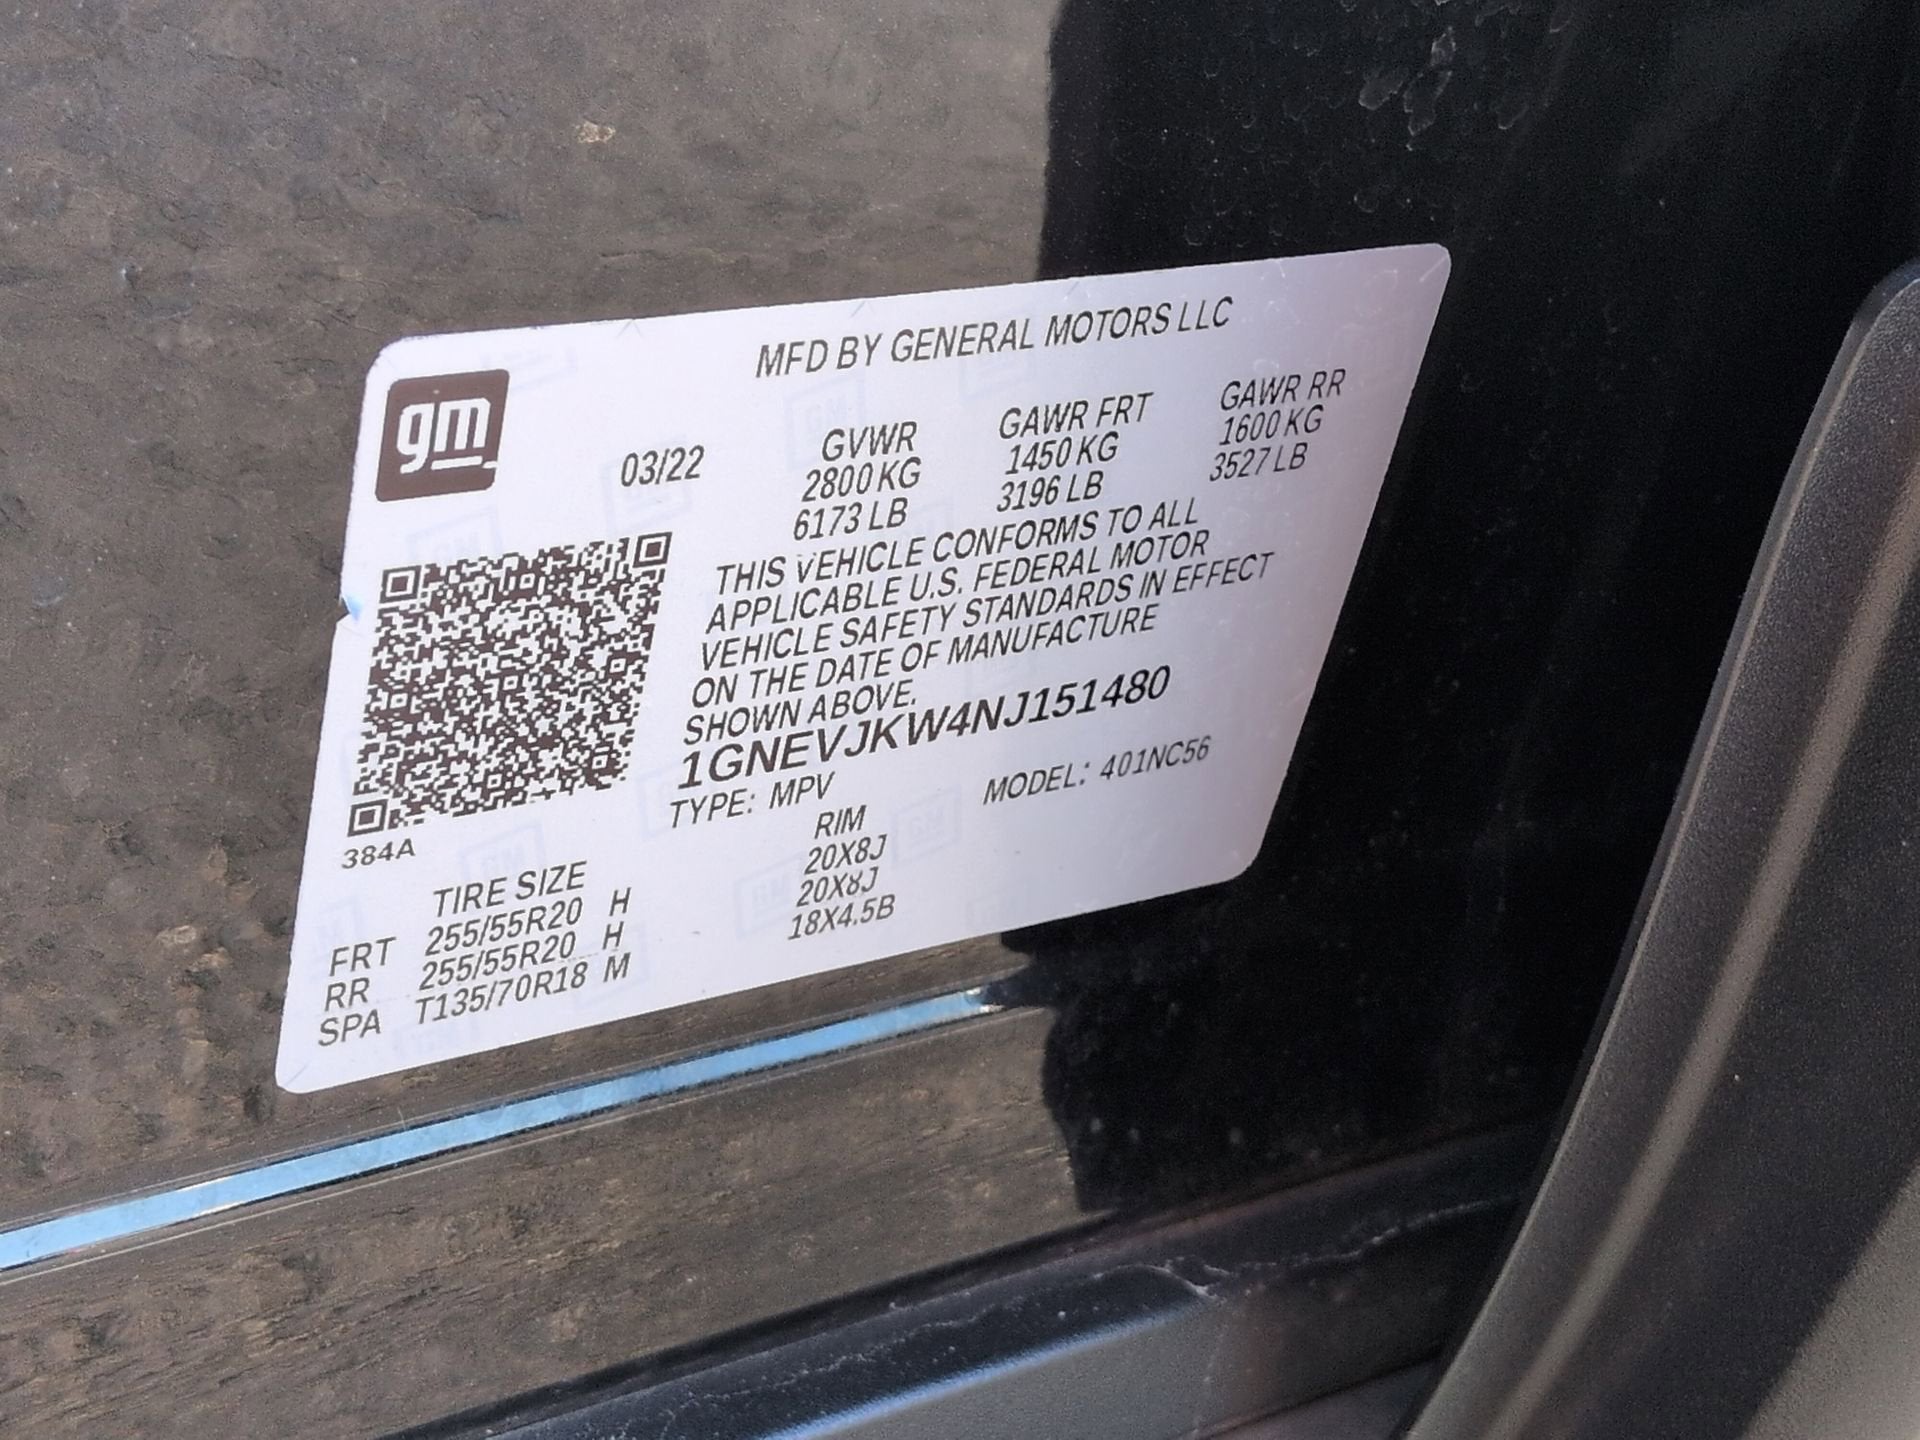 gm
MFD BY GENERAL MOTORS LLC
03/22
GVWR GAWR FRT GAWR RR
2800 KG 1450 KG 1600 KG
6173 LB 3196 LB 3527 LB
THIS VEHICLE CONFORMS TO ALL
APPLICABLE U.S. FEDERAL MOTOR
VEHICLE SAFETY STANDARDS IN EFFECT
ON THE DATE OF MANUFACTURE
SHOWN ABOVE.
1GNEVJKW4NJ151480
TYPE: MPV MODEL: 401NC56
384A
TIRE SIZE RIM
FRT 255/55R20 H 20X8J
RR 255/55R20 H 20X8J
SPA T135/70R18 M 18X4.5B